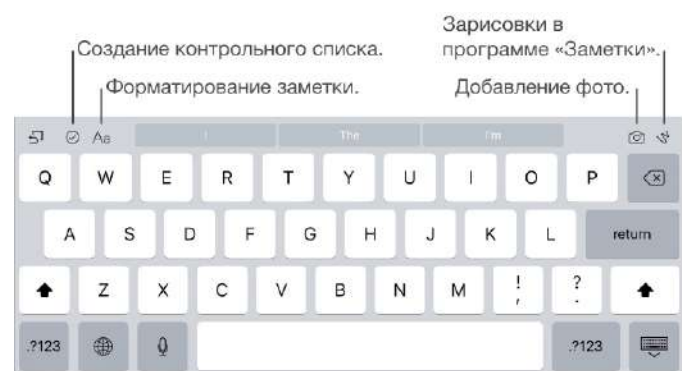 Зарисовки в
программе «Заметки».
Создание контрольного списка.
Форматирование заметки.
Добавление фото.
Aa I The I'm
Q W E R T Y U I O P
A S D F G H J K L return
Z X C V B N M ! , ? .
.?123 .?123